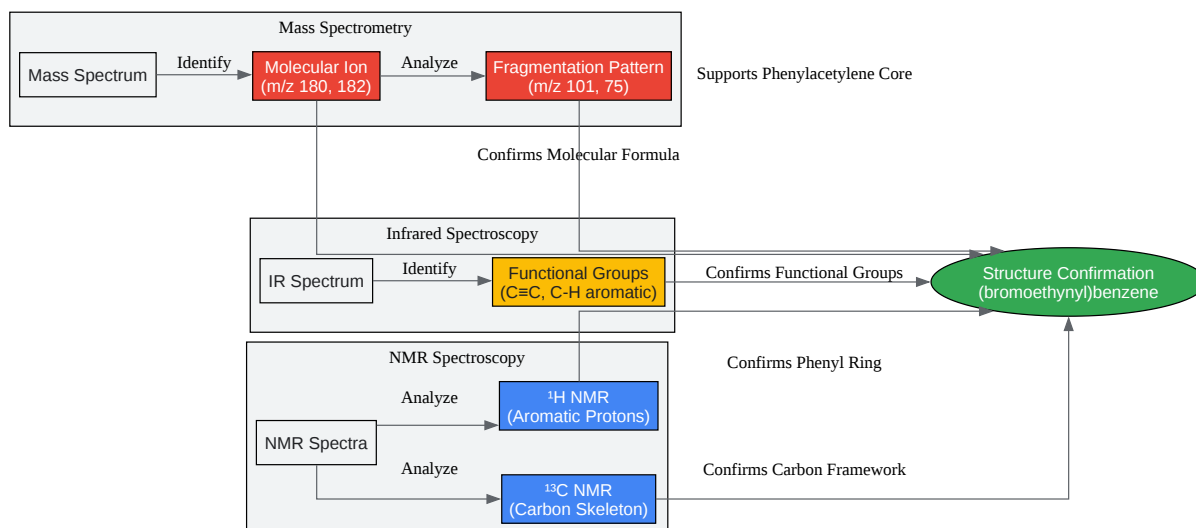 Mass Spectrometry
Mass Spectrum
Identify
Molecular Ion
(m/z 180, 182)
Analyze
Fragmentation Pattern
(m/z 101, 75)
Supports Phenylacetylene Core
Confirms Molecular Formula
Infrared Spectroscopy
IR Spectrum
Identify
Functional Groups
(C≡C, C-H aromatic)
Confirms Functional Groups
Structure Confirmation
(bromoethynyl)benzene
NMR Spectroscopy
NMR Spectra
Analyze
¹H NMR
(Aromatic Protons)
Confirms Phenyl Ring
Analyze
¹³C NMR
(Carbon Skeleton)
Confirms Carbon Framework